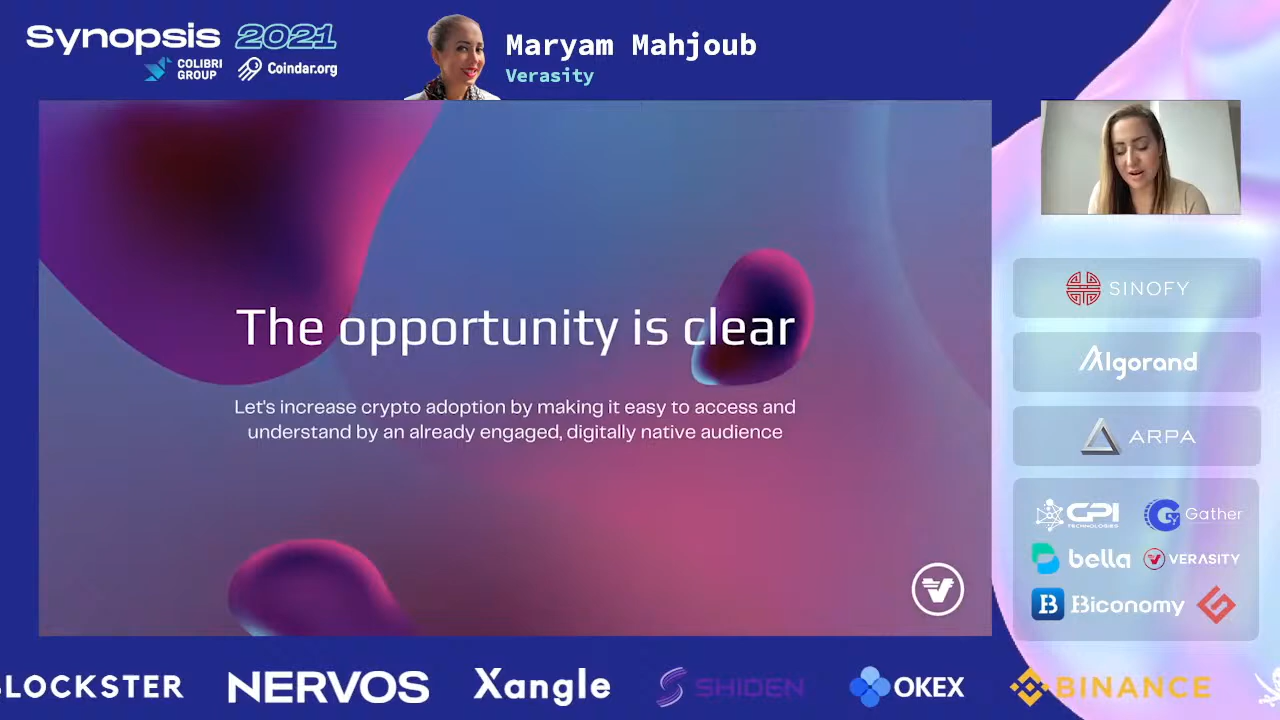 Synopsis 2021
COLIBRI
GROUP
Coindar.org
Maryam Mahjoub
Verasity
The opportunity is clear
Let's increase crypto adoption by making it easy to access and
understand by an already engaged, digitally native audience
SINOFY
Algorand
ARPA
CPI
TECHNOLOGIES
Gather
bella
VERASITY
Biconomy
LOCKSTER
NERVOS
Xangle
SHIDEN
OKEX
BINANCE